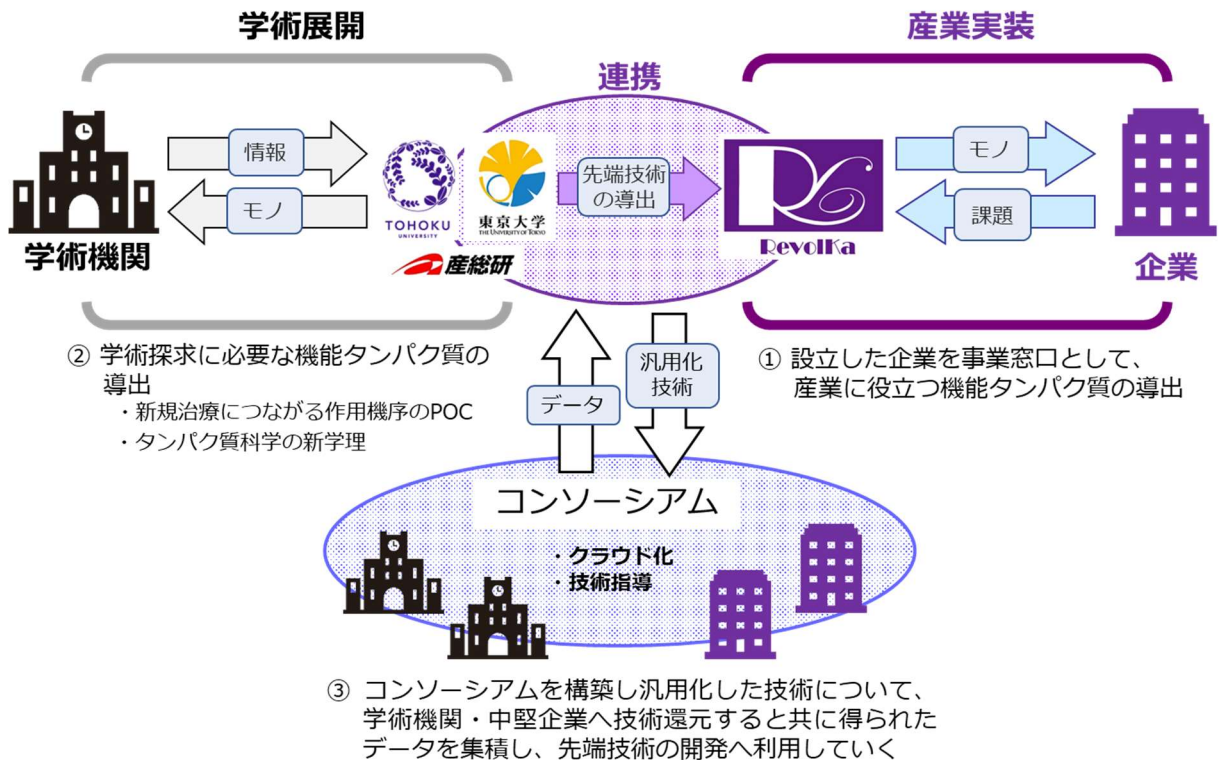 学術展開
産業実装
連携
情報
モノ
学術機関
TOHOKU
UNIVERSITY
東京大学
THE UNIVERSITY OF TOKYO
産総研
先端技術
の導出
RevolKa
モノ
課題
企業
② 学術探求に必要な機能タンパク質の
導出
・新規治療につながる作用機序のPOC
・タンパク質科学の新学理
データ
汎用化
技術
① 設立した企業を事業窓口として、
産業に役立つ機能タンパク質の導出
コンソーシアム
・クラウド化
・技術指導
③ コンソーシアムを構築し汎用化した技術について、
学術機関・中堅企業へ技術還元すると共に得られた
データを集積し、先端技術の開発へ利用していく